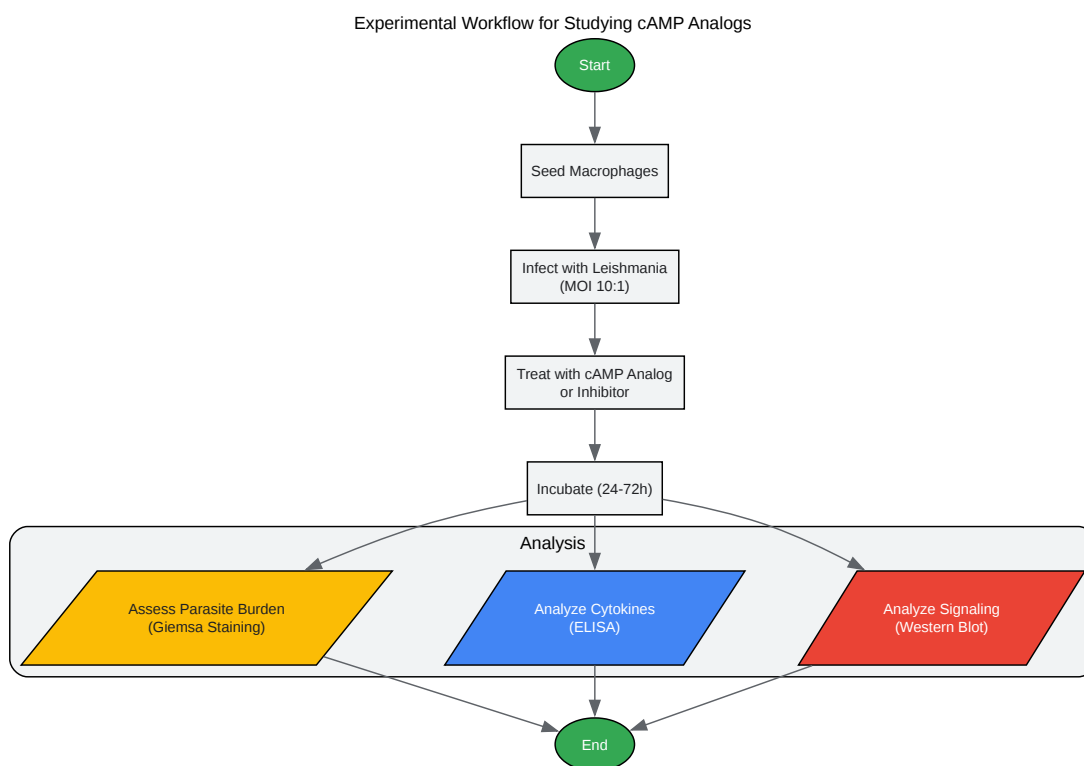 Experimental Workflow for Studying cAMP Analogs
Start
Seed Macrophages
Infect with Leishmania
(MOI 10:1)
Treat with cAMP Analog
or Inhibitor
Incubate (24-72h)
Analysis
Assess Parasite Burden
(Giemsa Staining)
Analyze Cytokines
(ELISA)
Analyze Signaling
(Western Blot)
End